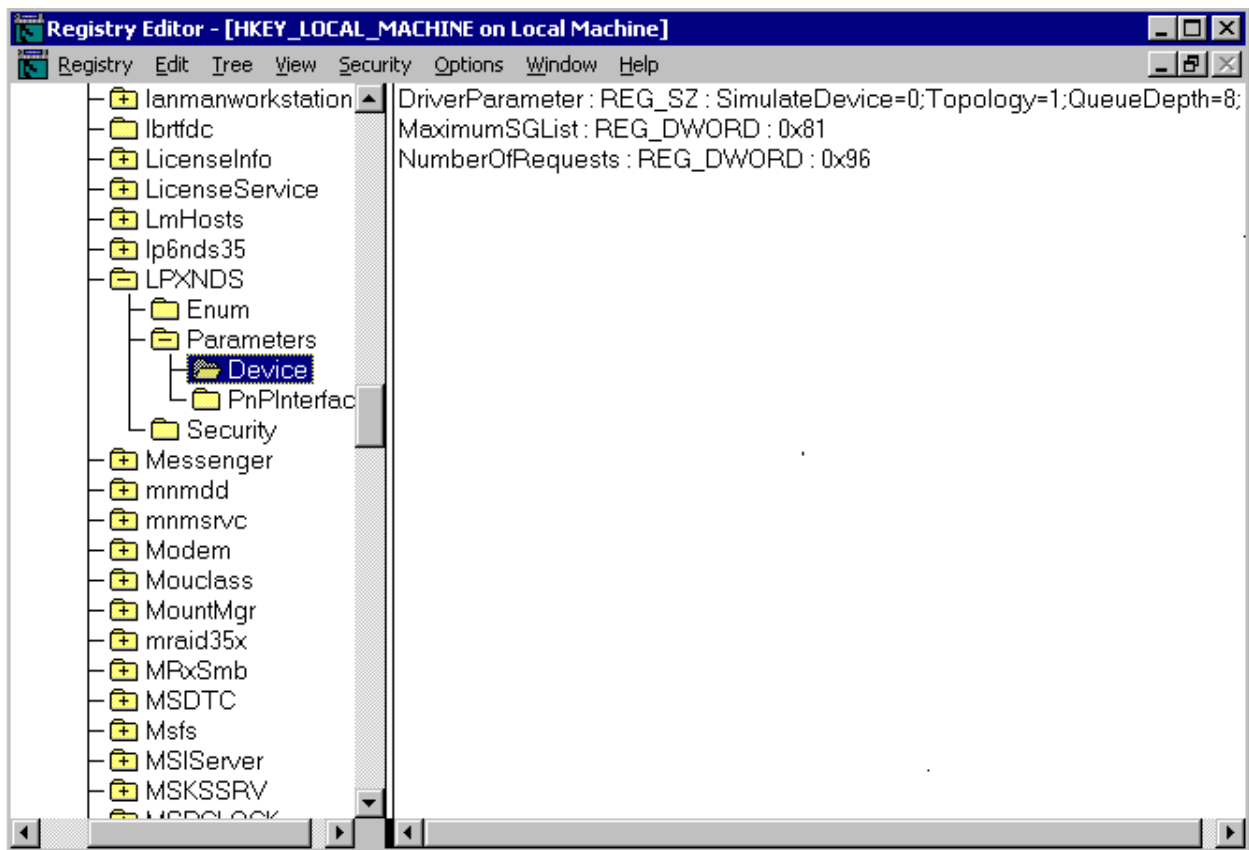 Registry Editor - [HKEY_LOCAL_MACHINE on Local Machine]
Registry Edit Tree View Security Options Window Help
lanmanworkstation
lbrtfdc
LicenseInfo
LicenseService
LmHosts
lp6nds35
LPXNDS
Enum
Parameters
Device
PnPInterfac
Security
Messenger
mnmdd
mnmsrvc
Modem
Mouclass
MountMgr
mraid35x
MRxSmb
MSDTC
Msfs
MSIServer
MSKSSRV
DriverParameter : REG_SZ : SimulateDevice=0;Topology=1;QueueDepth=8;
MaximumSGList : REG_DWORD : 0x81
NumberOfRequests : REG_DWORD : 0x96